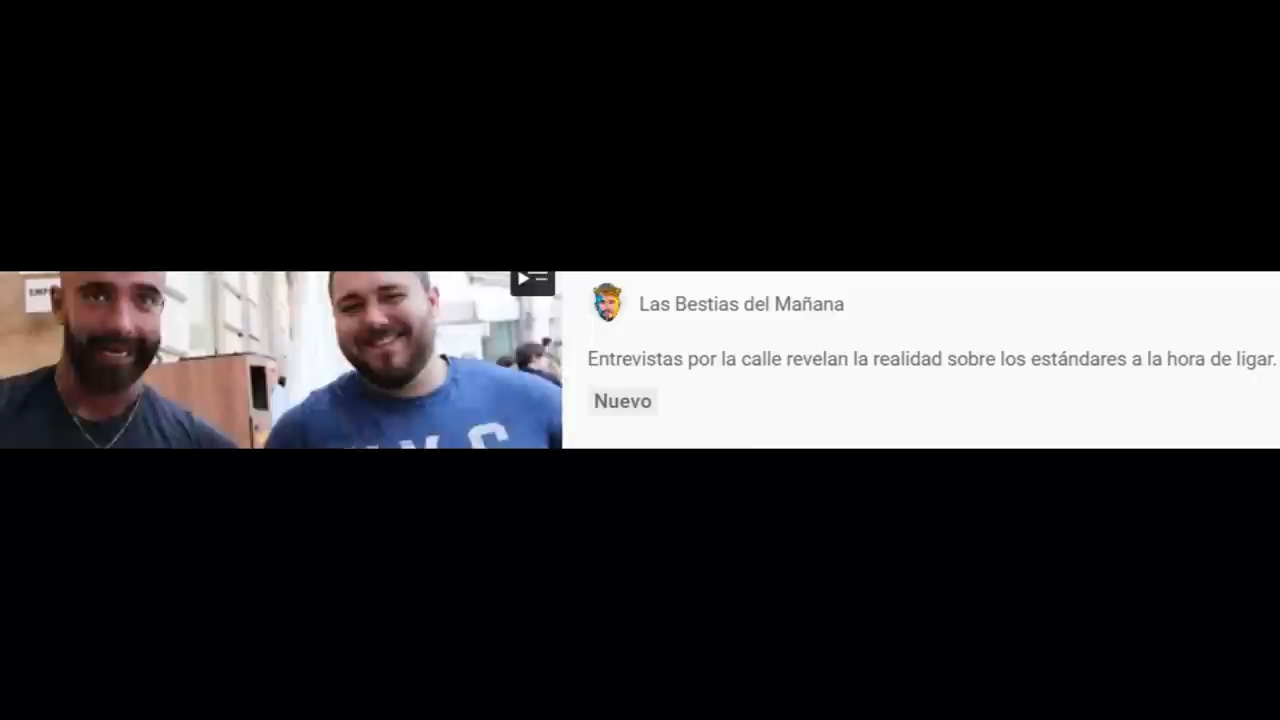 Las Bestias del Mañana
Entrevistas por la calle revelan la realidad sobre los estándares a la hora de ligar.
Nuevo